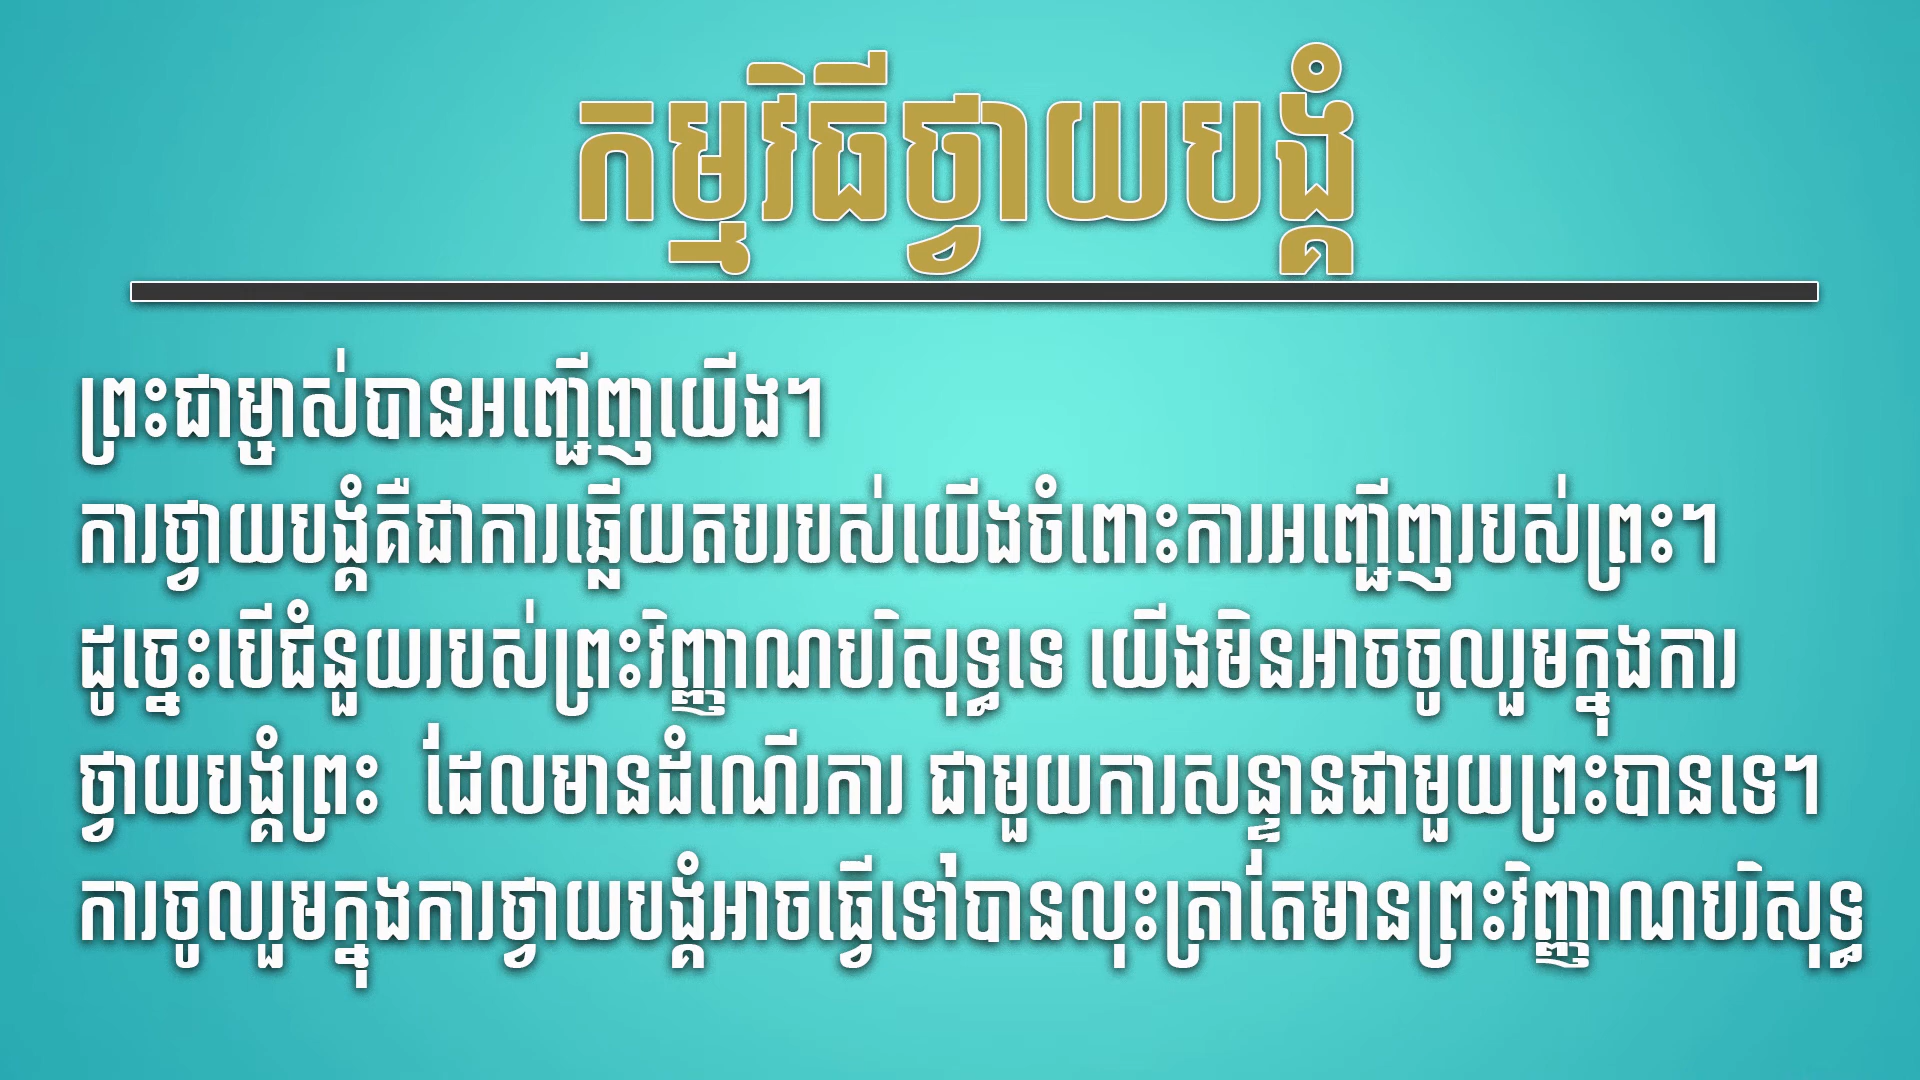 កម្មវិធីថ្វាយបង្គំ
ព្រះជាម្ចាស់បានអញ្ជើញយើង។
ការថ្វាយបង្គំគឺជាការឆ្លើយតបរបស់យើងចំពោះការអញ្ជើញរបស់ព្រះ។
ដូច្នេះបើជំនួយរបស់ព្រះវិញ្ញាណបរិសុទ្ធទេ យើងមិនអាចចូលរួមក្នុងការ
ថ្វាយបង្គំព្រះ ដែលមានដំណើរការ ជាមួយការសន្ទានជាមួយព្រះបានទេ។
ការចូលរួមក្នុងការថ្វាយបង្គំអាចធ្វើទៅបានលុះត្រាតែមានព្រះវិញ្ញាណបរិសុទ្ធ